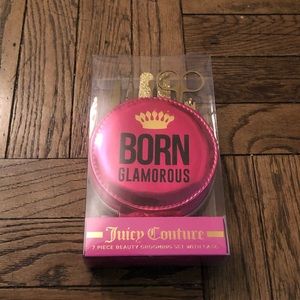 BORN
GLAMOROUS
Juicy Couture
7 PIECE BEAUTY GROOMING SET WITH CASE